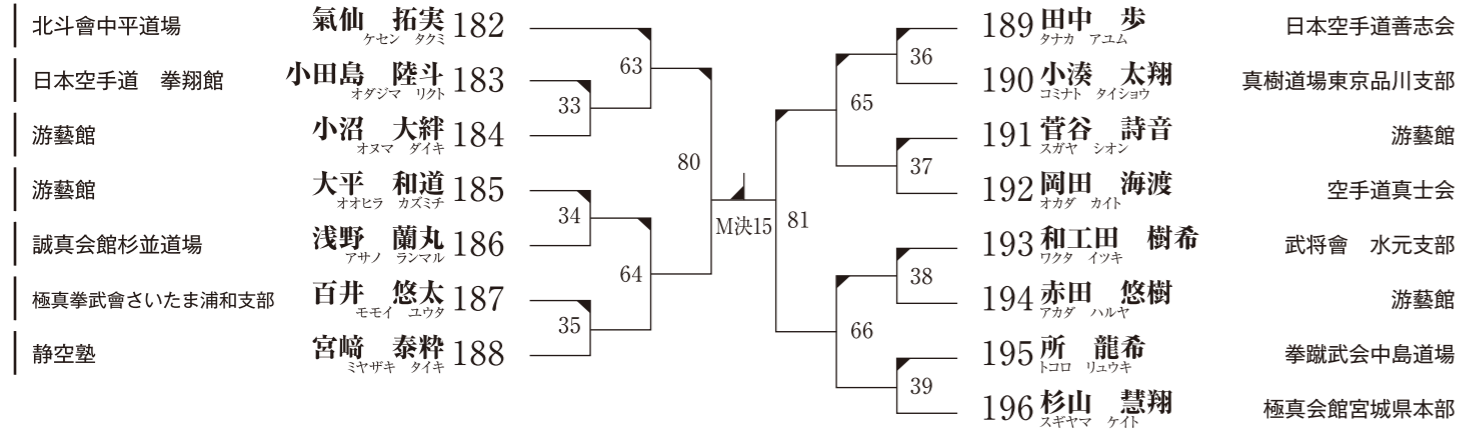 北斗會中平道場 氣仙 拓実 182
ケセン タクミ
日本空手道 拳翔館 小田島 陸斗 183
オダジマ リクト
游藝館 小沼 大絆 184
オヌマ ダイキ
游藝館 大平 和道 185
オオヒラ カズミチ
誠真会館杉並道場 浅野 蘭丸 186
アサノ ランマル
極真拳武會さいたま浦和支部 百井 悠太 187
モモイ ユウタ
静空塾 宮﨑 泰粋 188
ミヤザキ タイキ
63
33
80
34
64
35
M決15
81
36
65
37
38
66
39
189 田中 歩 日本空手道善志会
タナカ アユム
190 小湊 太翔 真樹道場東京品川支部
コミナト タイショウ
191 菅谷 詩音 游藝館
スガヤ シオン
192 岡田 海渡 空手道真士会
オカダ カイト
193 和工田 樹希 武将會 水元支部
ワクタ イツキ
194 赤田 悠樹 游藝館
アカダ ハルヤ
195 所 龍希 拳蹴武会中島道場
トコロ リュウキ
196 杉山 慧翔 極真会館宮城県本部
スギヤマ ケイト